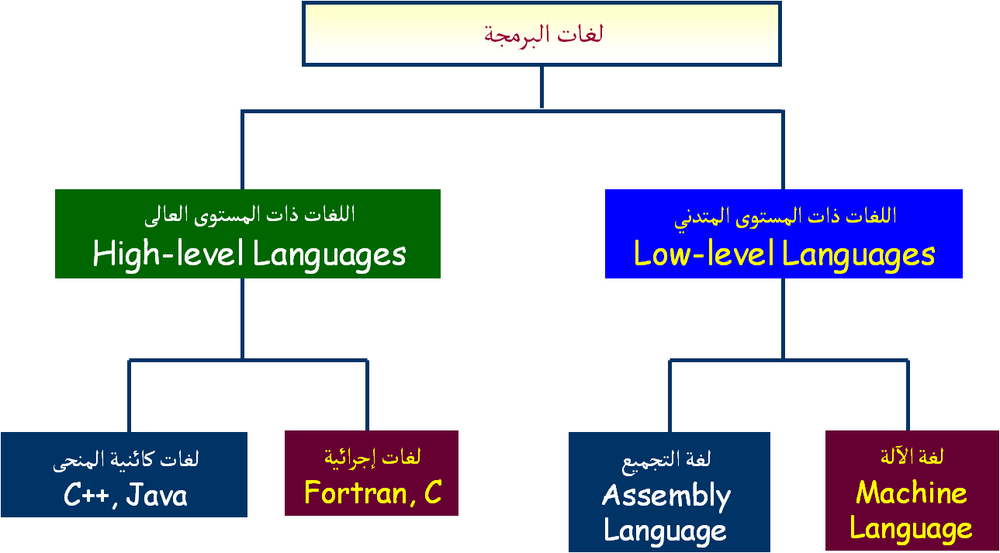 لغات البرمجة
اللغات ذات المستوى المتدني
Low-level Languages
اللغات ذات المستوى العالى
High-level Languages
لغة الآلة
Machine
Language
لغة التجميع
Assembly
Language
لغات إجرائية
Fortran, C
لغات كائنية المنحى
C++, Java